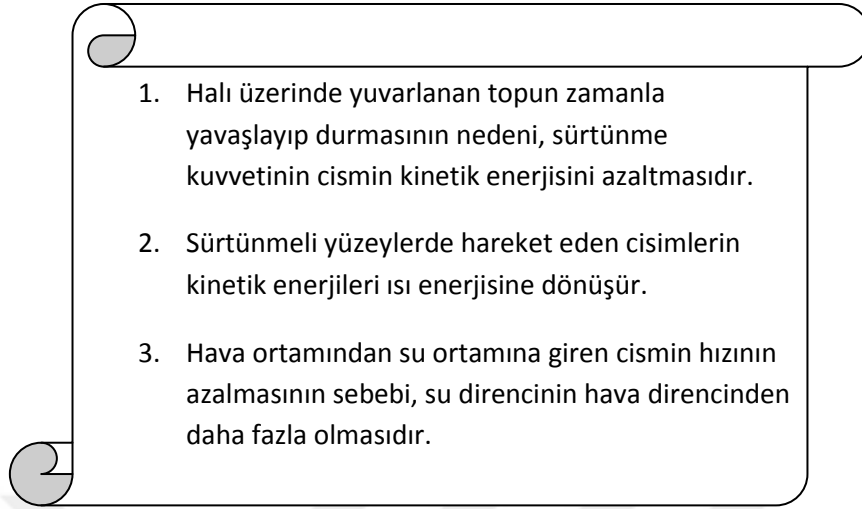 1. Halı üzerinde yuvarlanan topun zamanla
yavaşlayıp durmasının nedeni, sürtünme
kuvvetinin cismin kinetik enerjisini azaltmasıdır.
2. Sürtünmeli yüzeylerde hareket eden cisimlerin
kinetik enerjileri ısı enerjisine dönüşür.
3. Hava ortamından su ortamına giren cismin hızının
azalmasının sebebi, su direncinin hava direncinden
daha fazla olmasıdır.